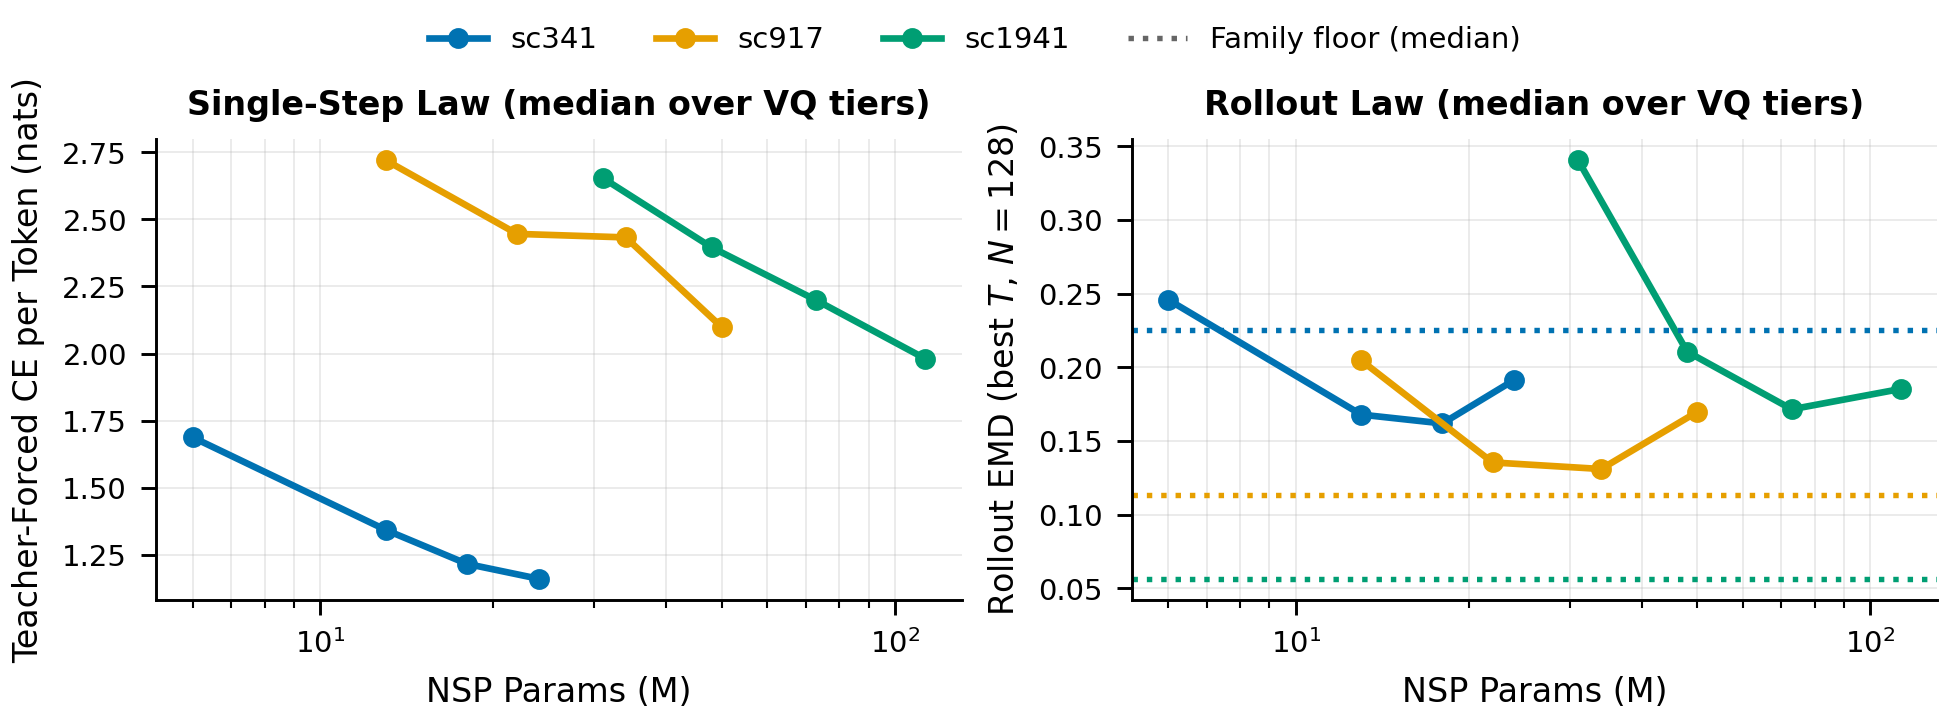 sc341 sc917 sc1941 Family floor (median)
Single-Step Law (median over VQ tiers)
Teacher-Forced CE per Token (nats)
2.75
2.50
2.25
2.00
1.75
1.50
1.25
10¹ 10²
NSP Params (M)
Rollout Law (median over VQ tiers)
Rollout EMD (best T, N = 128)
0.35
0.30
0.25
0.20
0.15
0.10
0.05
10¹ 10²
NSP Params (M)